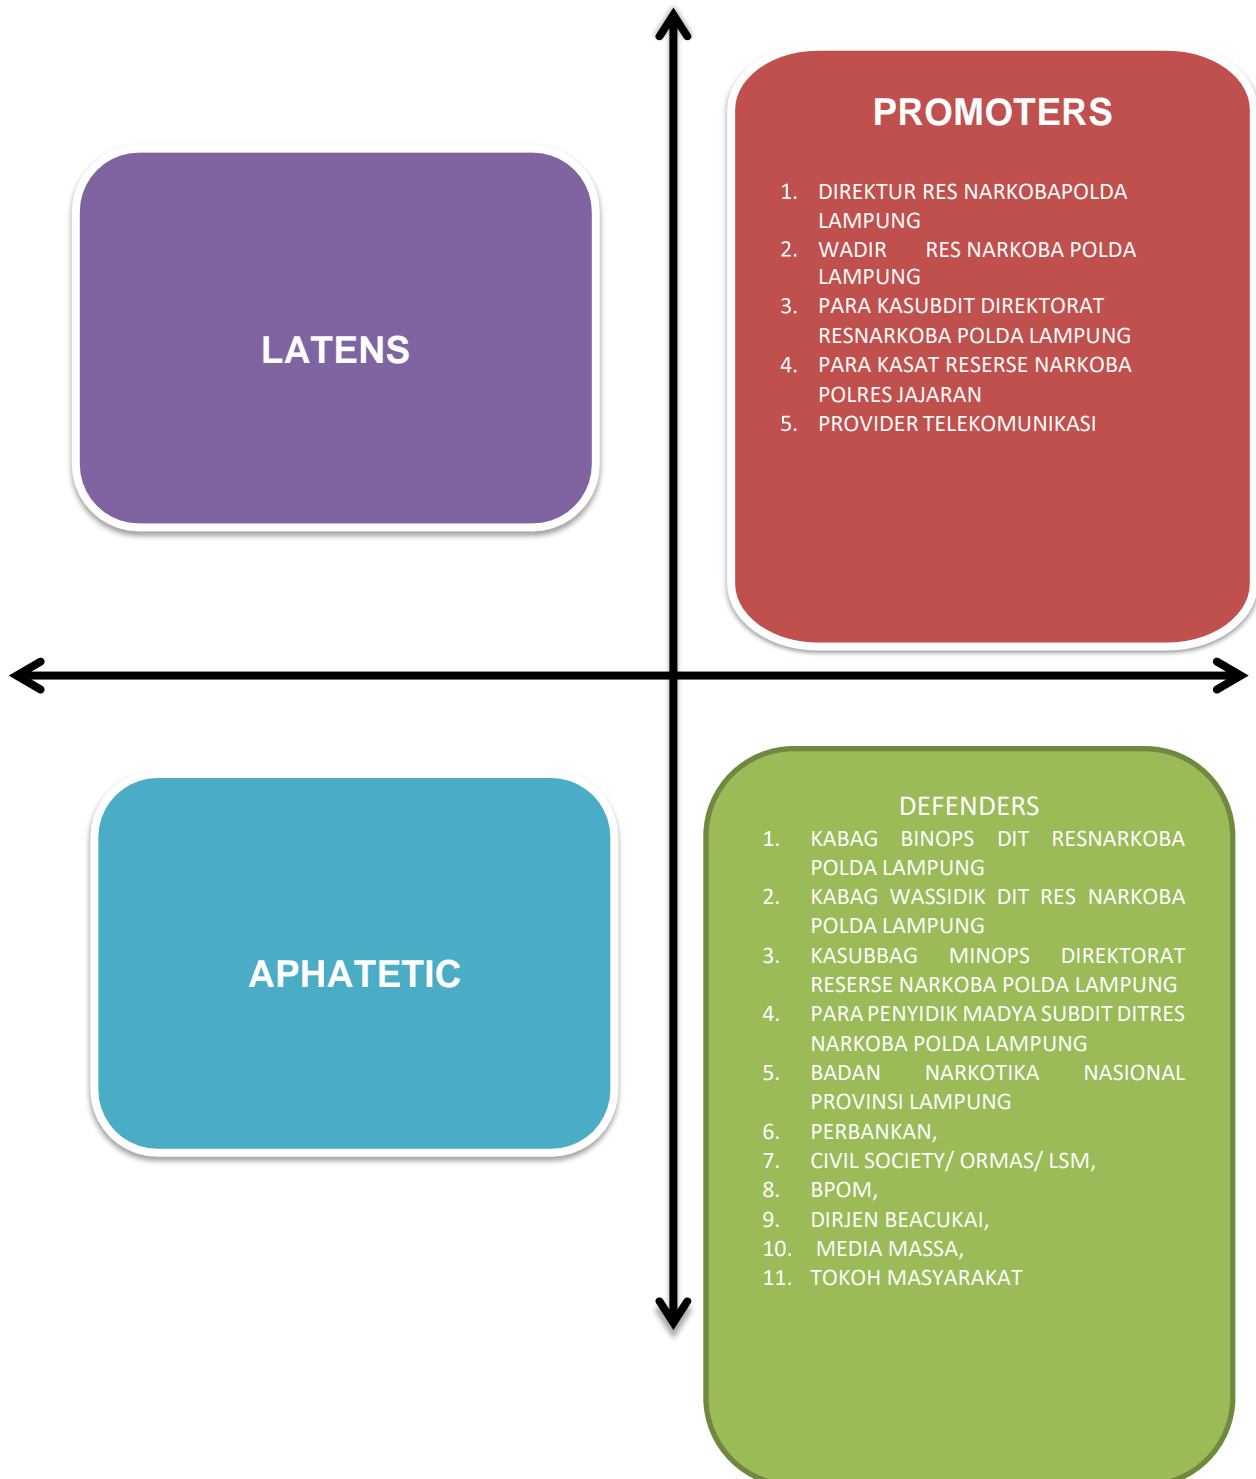 PROMOTERS
1. DIREKTUR RES NARKOBAPOLDA
LAMPUNG
2. WADIR RES NARKOBA POLDA
LAMPUNG
3. PARA KASUBDIT DIREKTORAT
RESNARKOBA POLDA LAMPUNG
4. PARA KASAT RESERSE NARKOBA
POLRES JAJARAN
5. PROVIDER TELEKOMUNIKASI
LATENS
APHATETIC
DEFENDERS
1. KABAG BINOPS DIT RESNARKOBA
POLDA LAMPUNG
2. KABAG WASSIDIK DIT RES NARKOBA
POLDA LAMPUNG
3. KASUBBAG MINOPS DIREKTORAT
RESERSE NARKOBA POLDA LAMPUNG
4. PARA PENYIDIK MADYA SUBDIT DITRES
NARKOBA POLDA LAMPUNG
5. BADAN NARKOTIKA NASIONAL
PROVINSI LAMPUNG
6. PERBANKAN,
7. CIVIL SOCIETY/ ORMAS/ LSM,
8. BPOM,
9. DIRJEN BEACUKAI,
10. MEDIA MASSA,
11. TOKOH MASYARAKAT